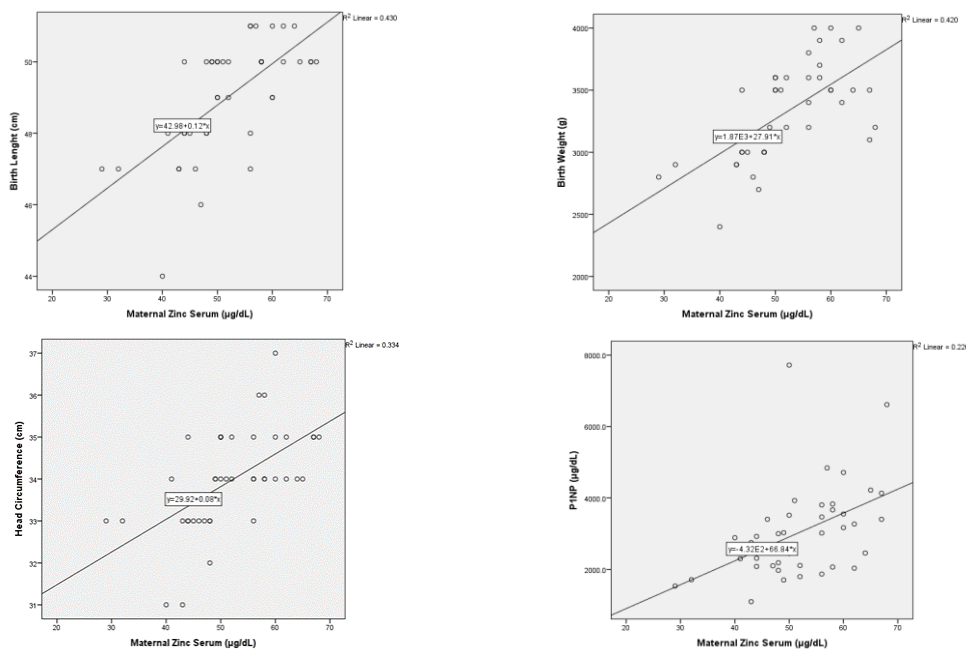 R² Linear = 0.430
Birth Lenght (cm)
50
48
46
44
y=42.98+0.12*x
20 30 40 50 60 70
Maternal Zinc Serum (µg/dL)
R² Linear = 0.420
Birth Weight (g)
4000
3500
3000
2500
2000
y=1.87E3+27.91*x
20 30 40 50 60 70
Maternal Zinc Serum (µg/dL)
R² Linear = 0.334
Head Circumference (cm)
37
36
35
34
33
32
31
y=29.92+0.08*x
20 30 40 50 60 70
Maternal Zinc Serum (µg/dL)
R² Linear = 0.22
P1NP (µg/dL)
8000.0
6000.0
4000.0
2000.0
y=-4.32E2+66.84*x
20 30 40 50 60 70
Maternal Zinc Serum (µg/dL)